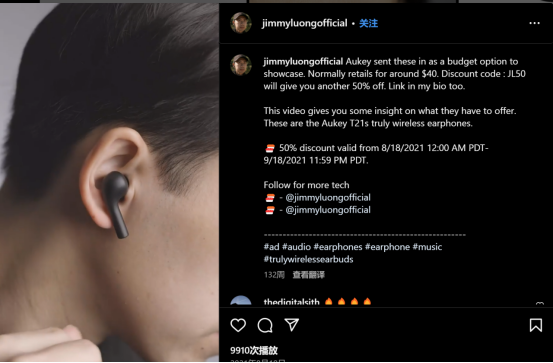 jimmyluongofficial • 关注
jimmyluongofficial Aukey sent these in as a budget option to
showcase. Normally retails for around $40. Discount code : JL50
will give you another 50% off. Link in my bio too.
This video gives you some insight on what they have to offer.
These are the Aukey T21s truly wireless earphones.
50% discount valid from 8/18/2021 12:00 AM PDT-
9/18/2021 11:59 PM PDT.
Follow for more tech
- @jimmyluongofficial
- @jimmyluongofficial
----------------------------------------------------
#ad #audio #earphones #earphone #music
#trulywirelessearbuds
132周 查看翻译
thedigitalsith 🔥🔥🔥🔥
9910次播放